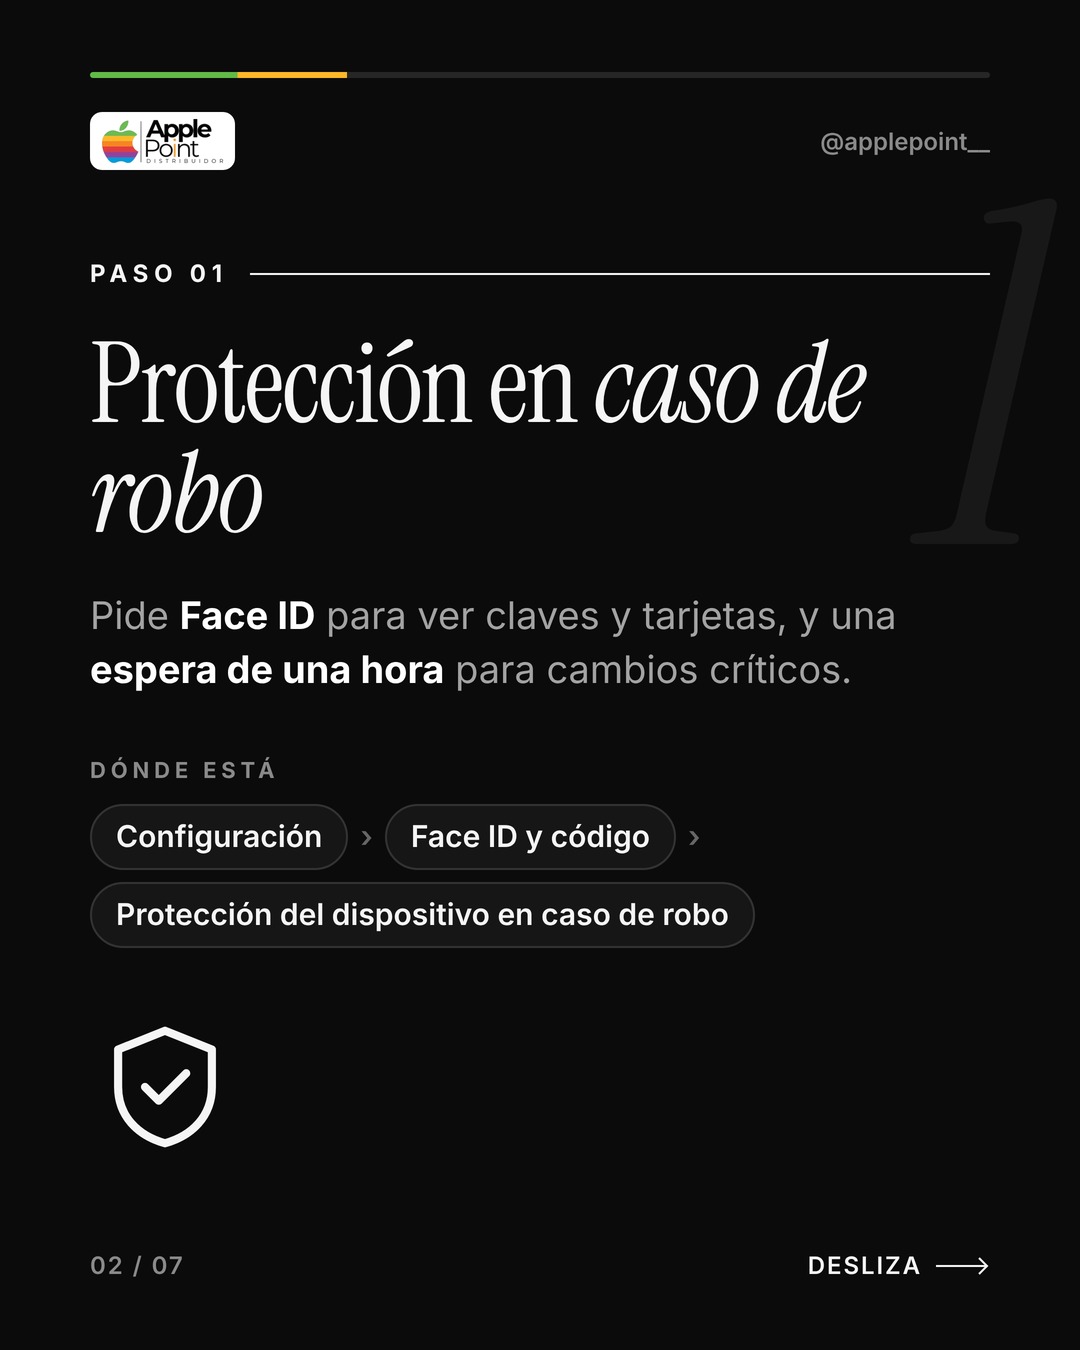 Apple
Point
DISTRIBUIDOR
@applepoint__
PASO 01
1
Protección en caso de
robo
Pide Face ID para ver claves y tarjetas, y una
espera de una hora para cambios críticos.
DÓNDE ESTÁ
Configuración › Face ID y código ›
Protección del dispositivo en caso de robo
02 / 07
DESLIZA →